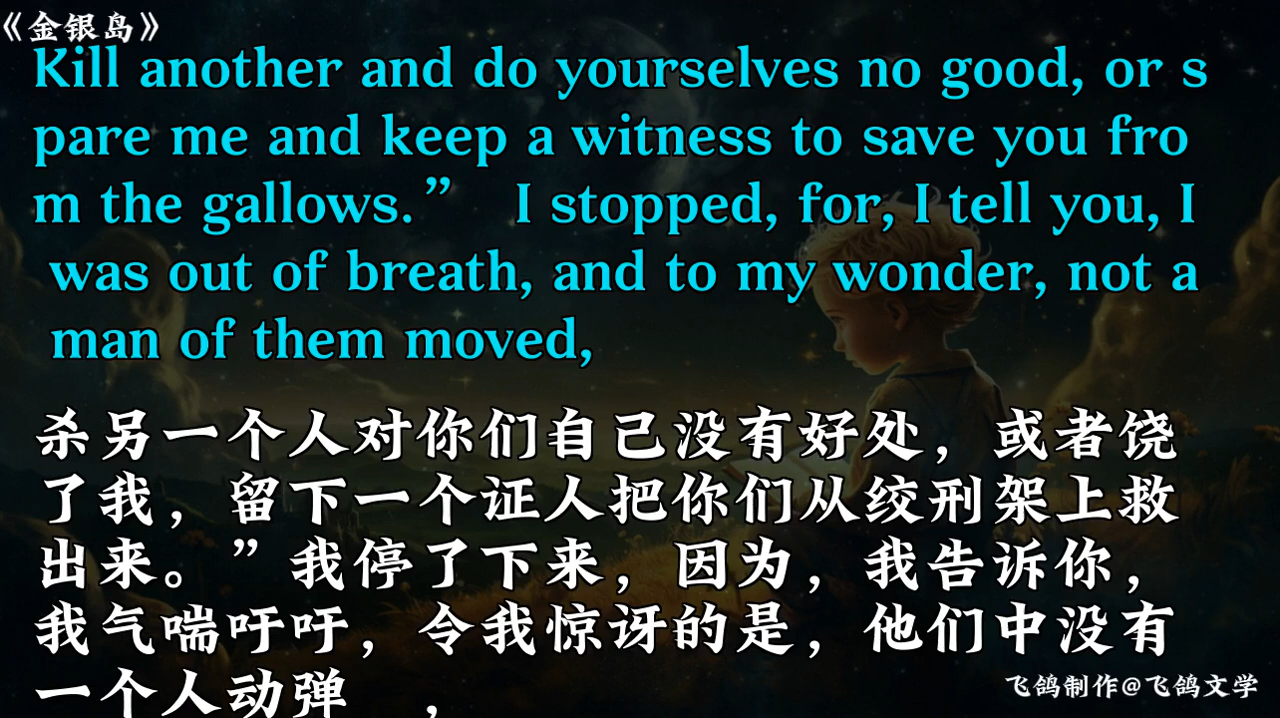 《金银岛》
Kill another and do yourselves no good, or s
pare me and keep a witness to save you fro
m the gallows.” I stopped, for, I tell you, I
was out of breath, and to my wonder, not a
man of them moved,
杀另一个人对你们自己没有好处，或者饶
了我，留下一个证人把你们从绞刑架上救
出来。”我停了下来，因为，我告诉你，
我气喘吁吁，令我惊讶的是，他们中没有
一个人动弹 ，
飞鸽制作@飞鸽文学